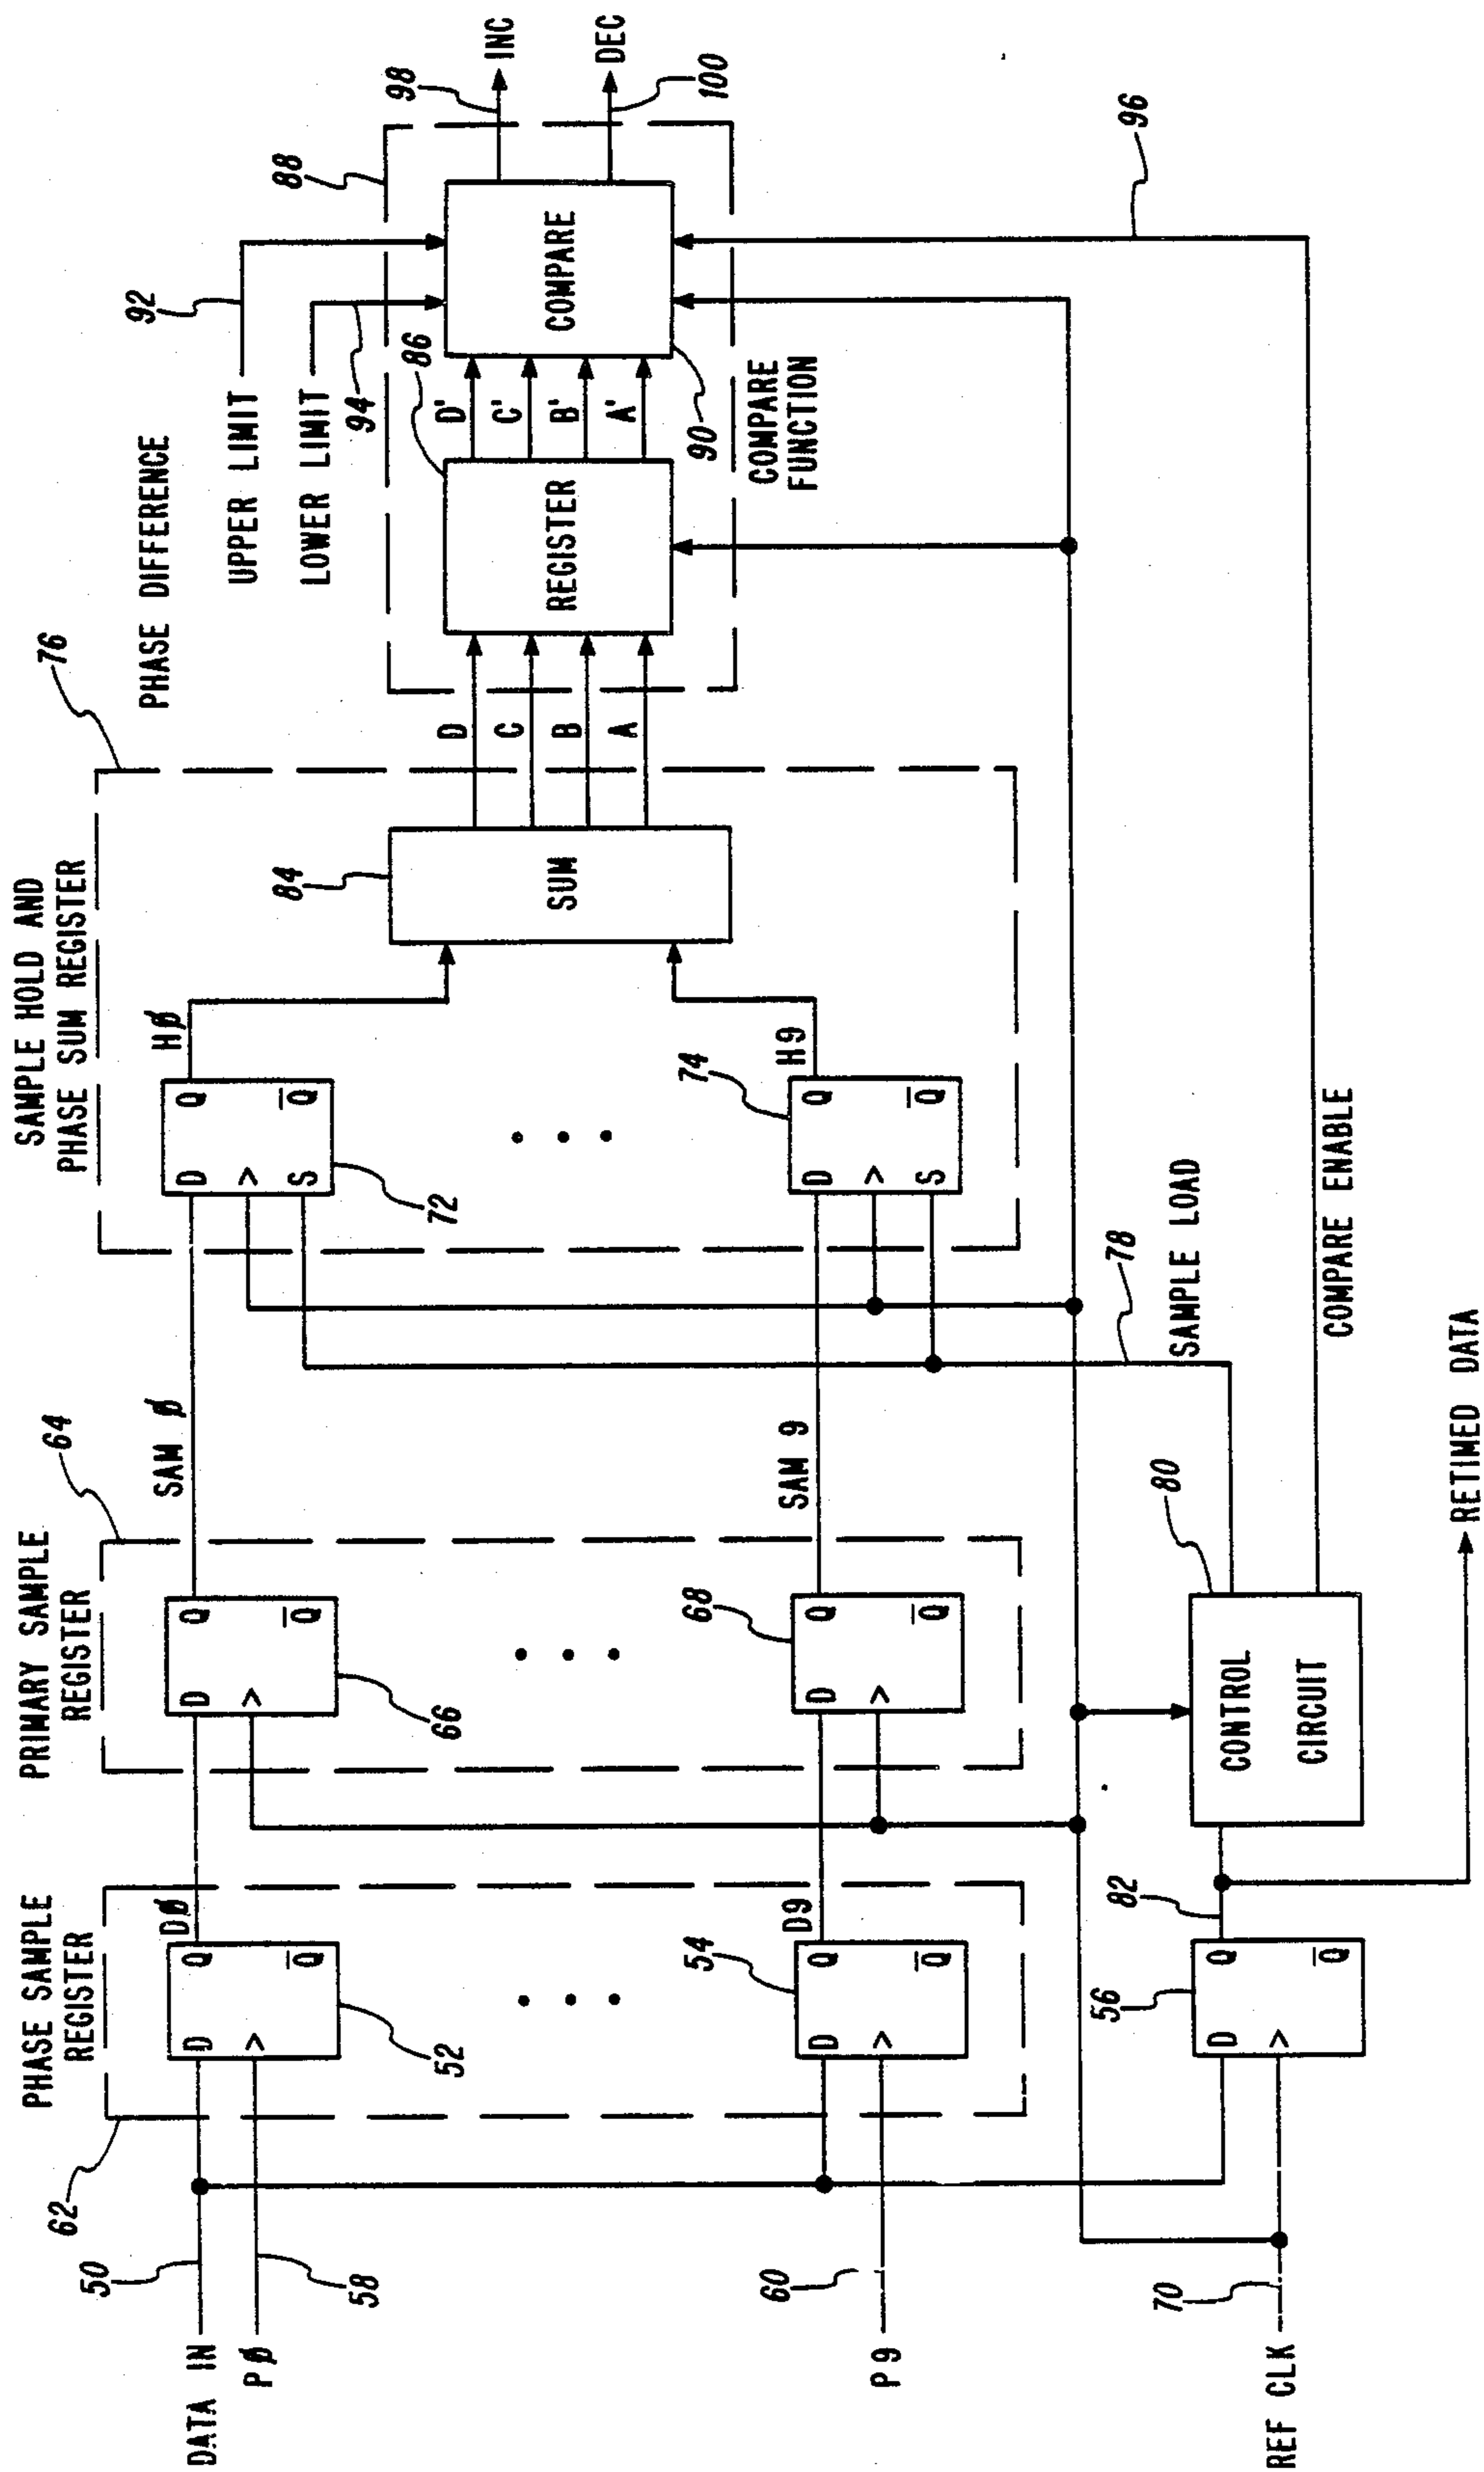 SAMPLE HOLD AND
PHASE SUM REGISTER
PRIMARY SAMPLE
REGISTER
PHASE SAMPLE
REGISTER
PHASE DIFFERENCE
UPPER LIMIT
LOWER LIMIT
62
64
76
92
94
88
98
INC
DEC
100
DATA IN
50
PØ
58
D
Q
>
Q̅
52
DØ
D
Q
>
Q̅
66
SAM Ø
D
Q
>
Q̅
S
72
HØ
84
SUM
D
C
B
A
86
REGISTER
D'
C'
B'
A'
COMPARE
90
COMPARE
FUNCTION
P9
60
54
D
Q
>
Q̅
D9
68
D
Q
>
Q̅
SAM 9
74
D
Q
>
Q̅
S
H9
REF CLK
70
56
D
Q
>
Q̅
82
80
CONTROL
CIRCUIT
78
SAMPLE LOAD
COMPARE ENABLE
96
RETIMED DATA